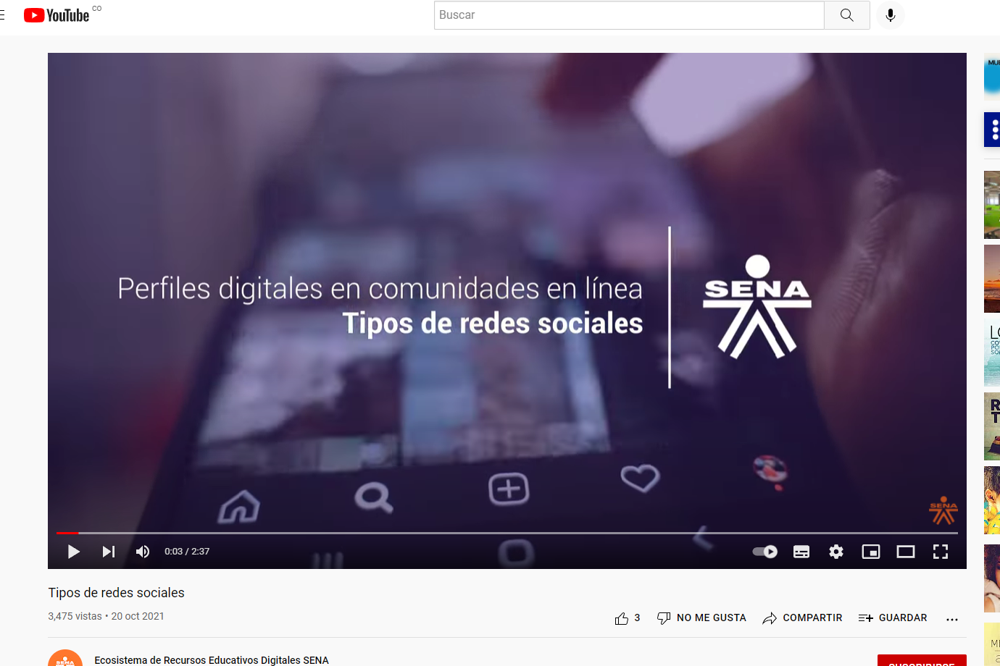 YouTube CO
Buscar
Perfiles digitales en comunidades en línea
Tipos de redes sociales
SENA
SENA
0:03 / 2:37
Tipos de redes sociales
3,475 vistas • 20 oct 2021
3 NO ME GUSTA COMPARTIR GUARDAR
SENA
Ecosistema de Recursos Educativos Digitales SENA
SUSCRIBIRSE